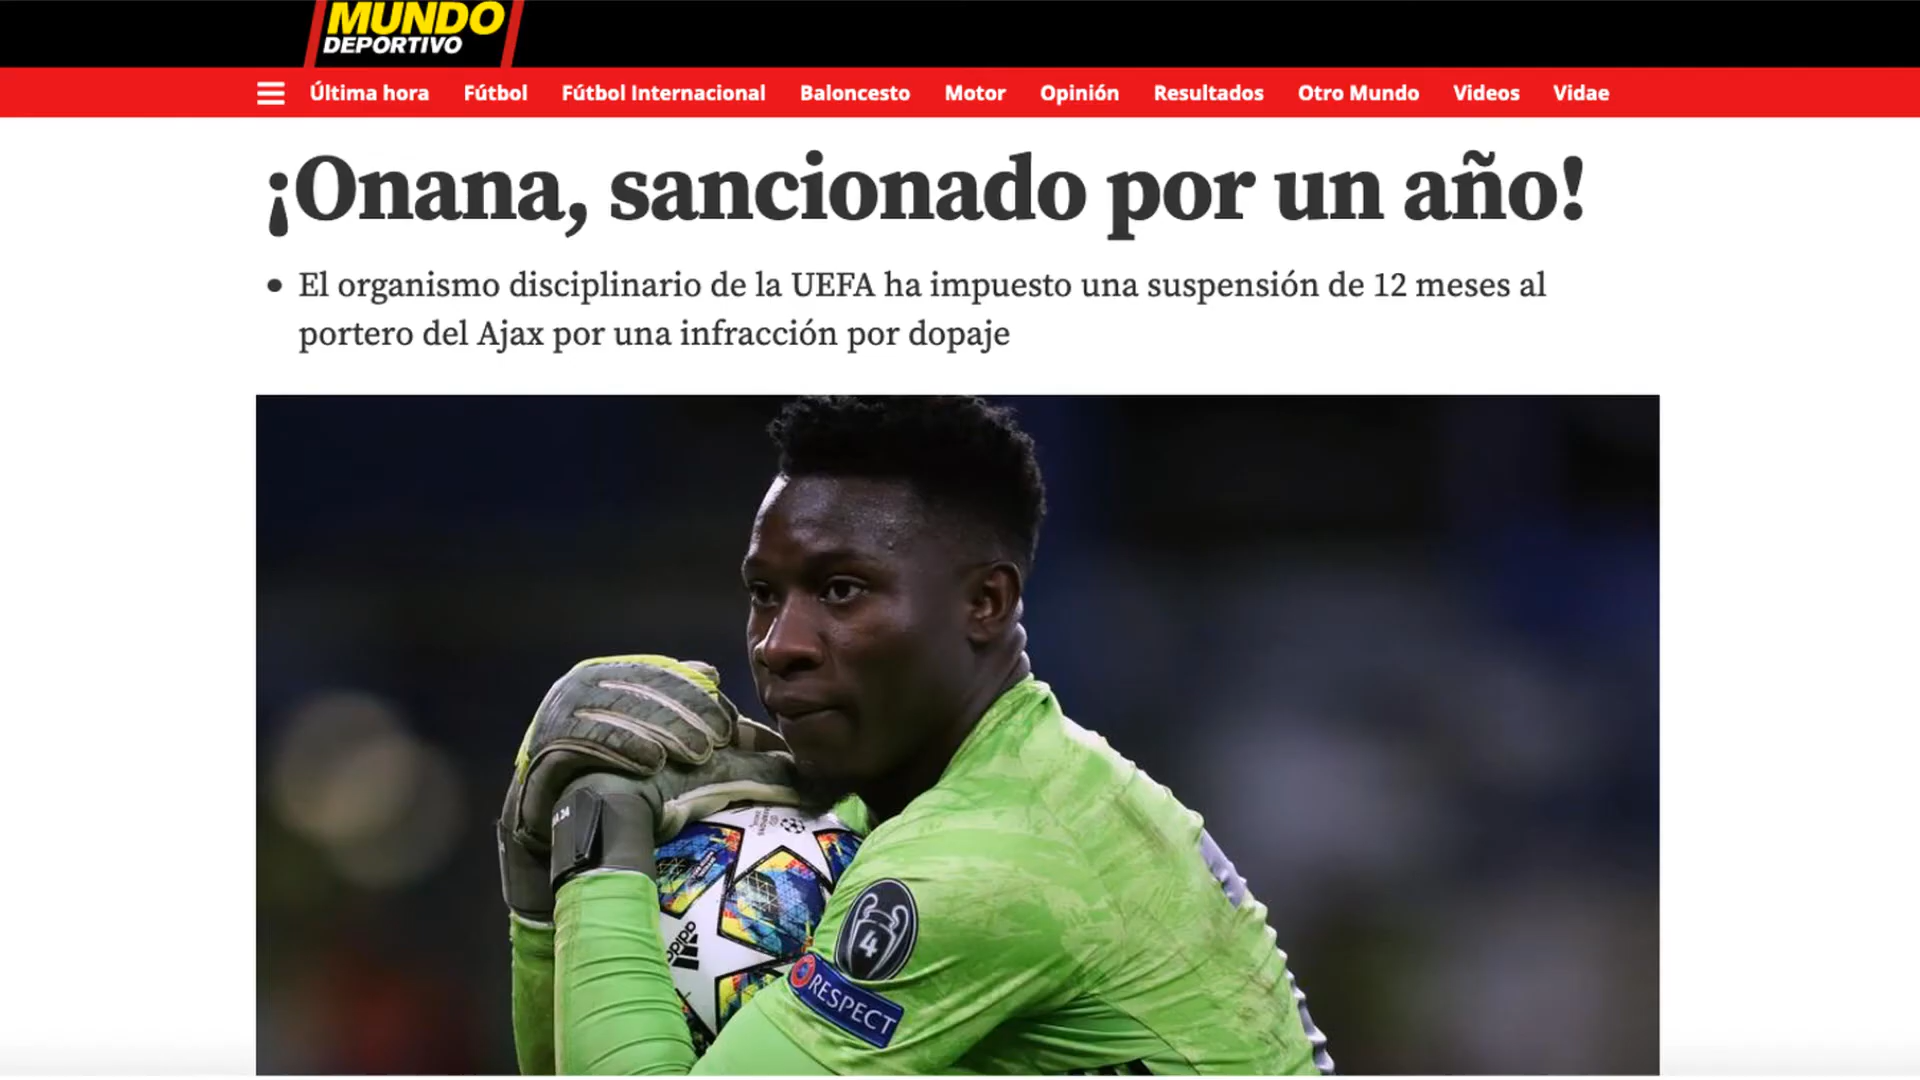 MUNDO
DEPORTIVO
Última hora Fútbol Fútbol Internacional Baloncesto Motor Opinión Resultados Otro Mundo Videos Vidae
¡Onana, sancionado por un año!
• El organismo disciplinario de la UEFA ha impuesto una suspensión de 12 meses al
portero del Ajax por una infracción por dopaje
adidas
4
RESPECT